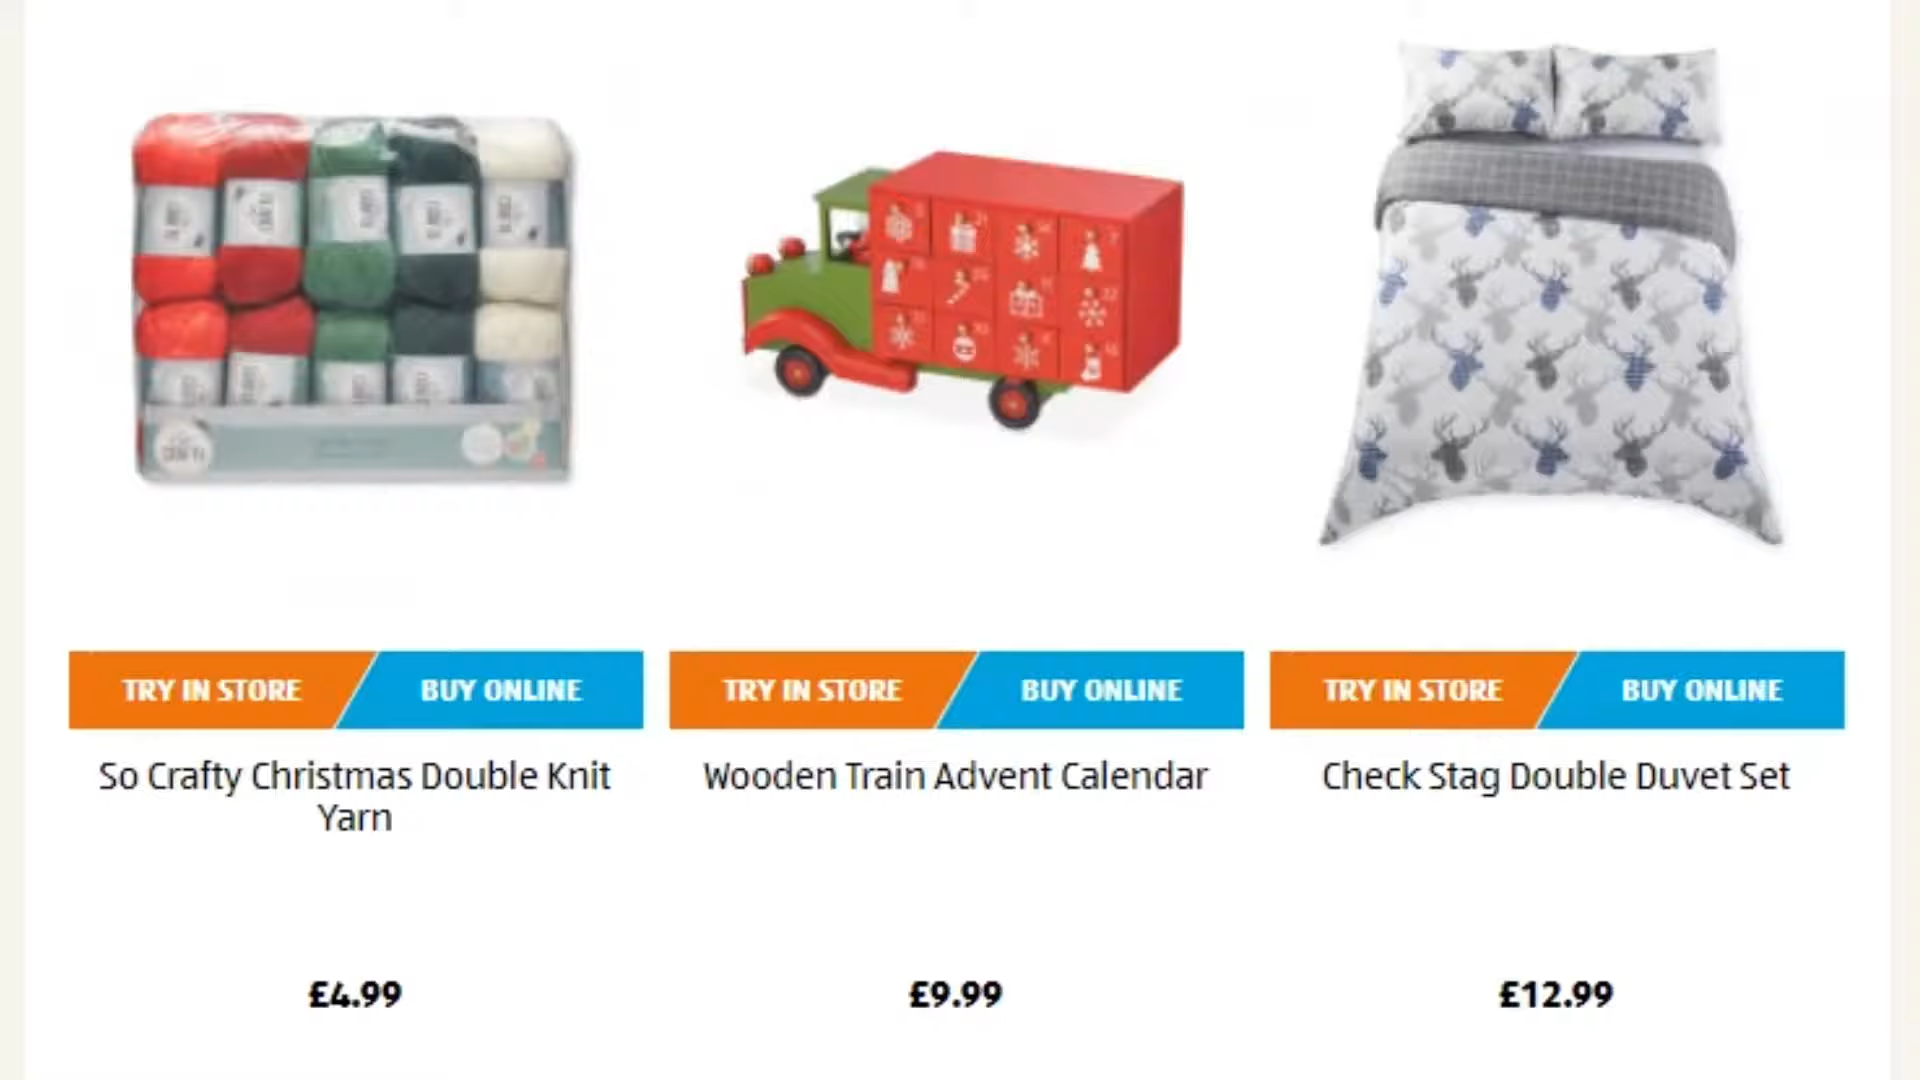 TRY IN STORE
BUY ONLINE
TRY IN STORE
BUY ONLINE
TRY IN STORE
BUY ONLINE
So Crafty Christmas Double Knit
Yarn
Wooden Train Advent Calendar
Check Stag Double Duvet Set
£4.99
£9.99
£12.99